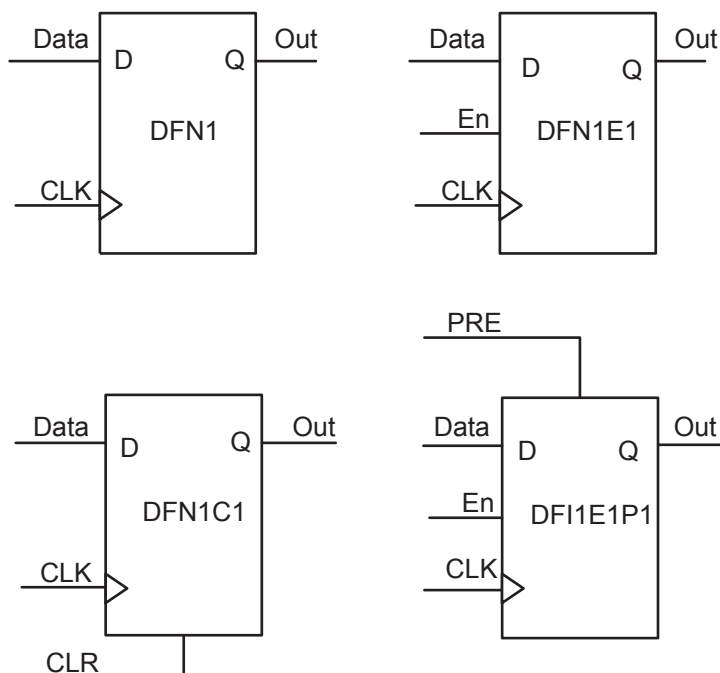 Data
D
Q
Out
DFN1
CLK
Data
D
Q
Out
En
DFN1E1
CLK
Data
D
Q
Out
DFN1C1
CLK
CLR
PRE
Data
D
Q
Out
En
DFI1E1P1
CLK